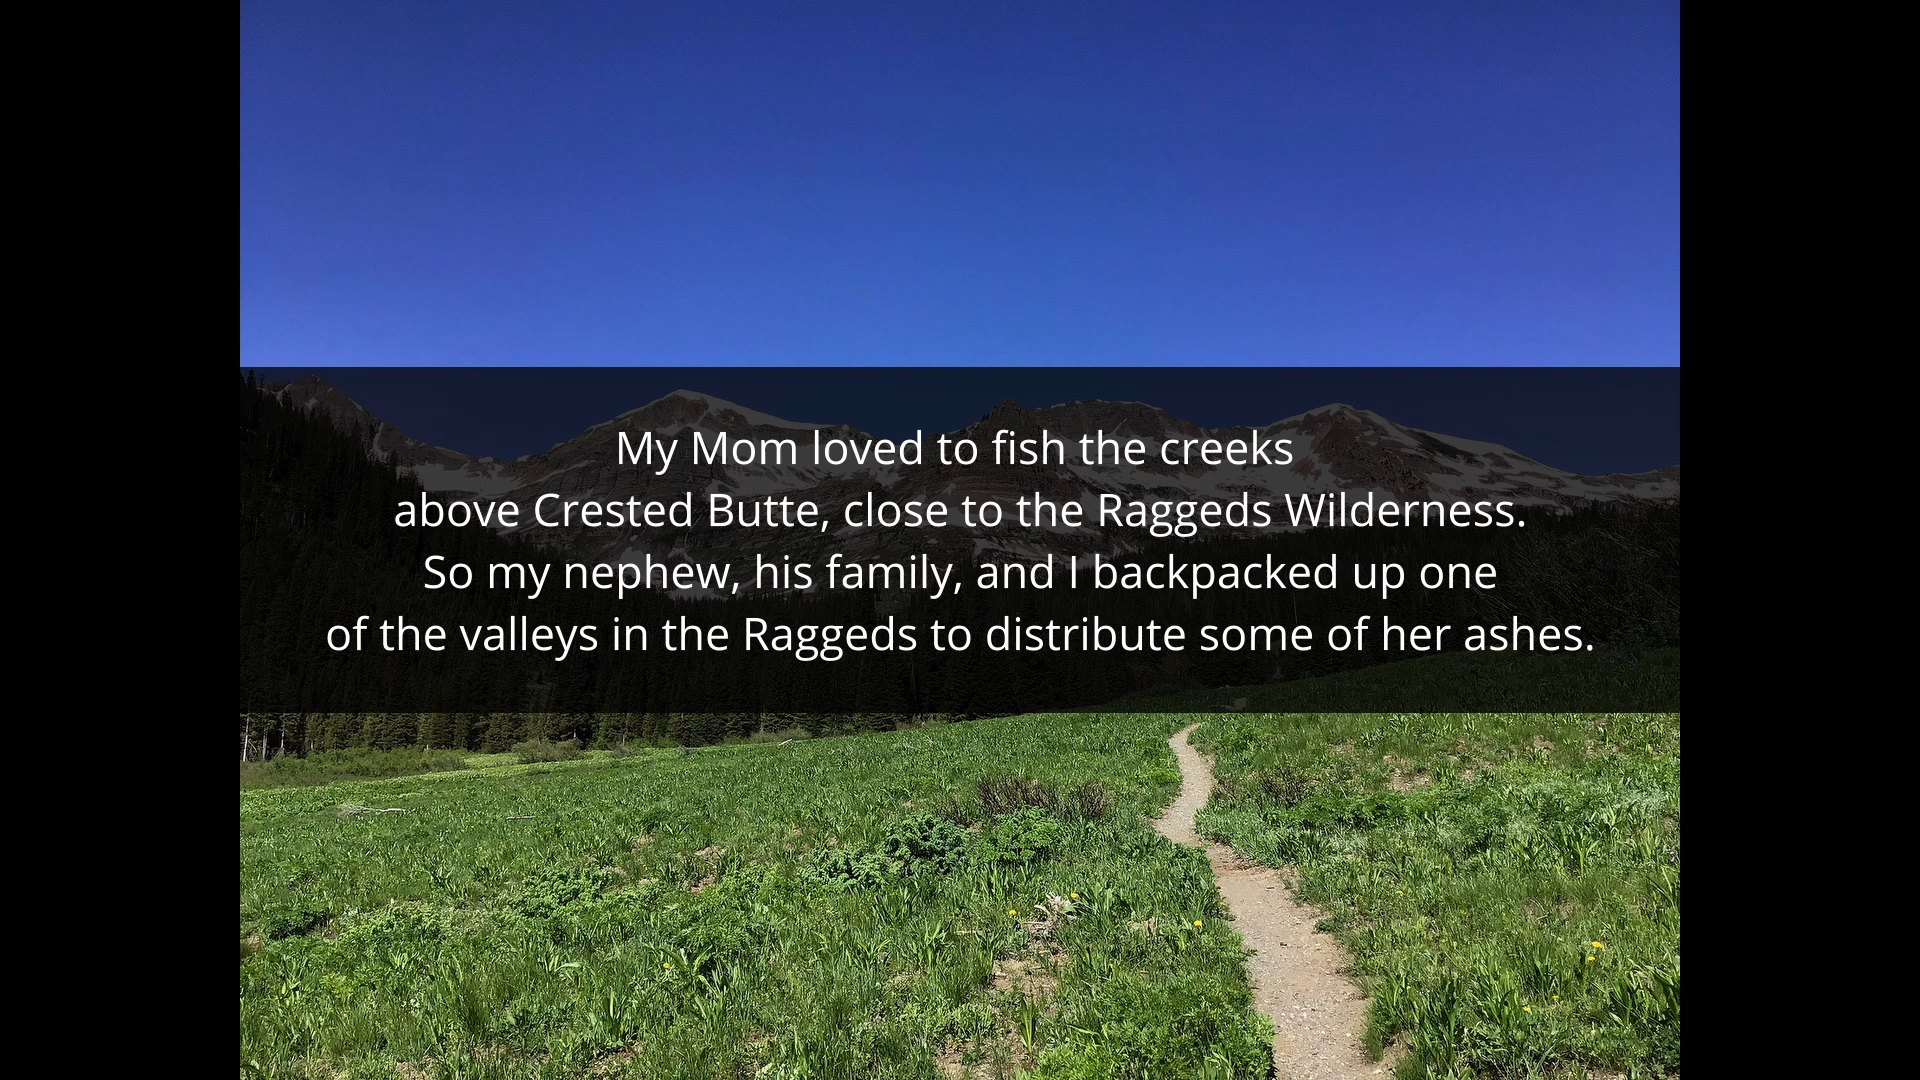 My Mom loved to fish the creeks
above Crested Butte, close to the Raggeds Wilderness.
So my nephew, his family, and I backpacked up one
of the valleys in the Raggeds to distribute some of her ashes.